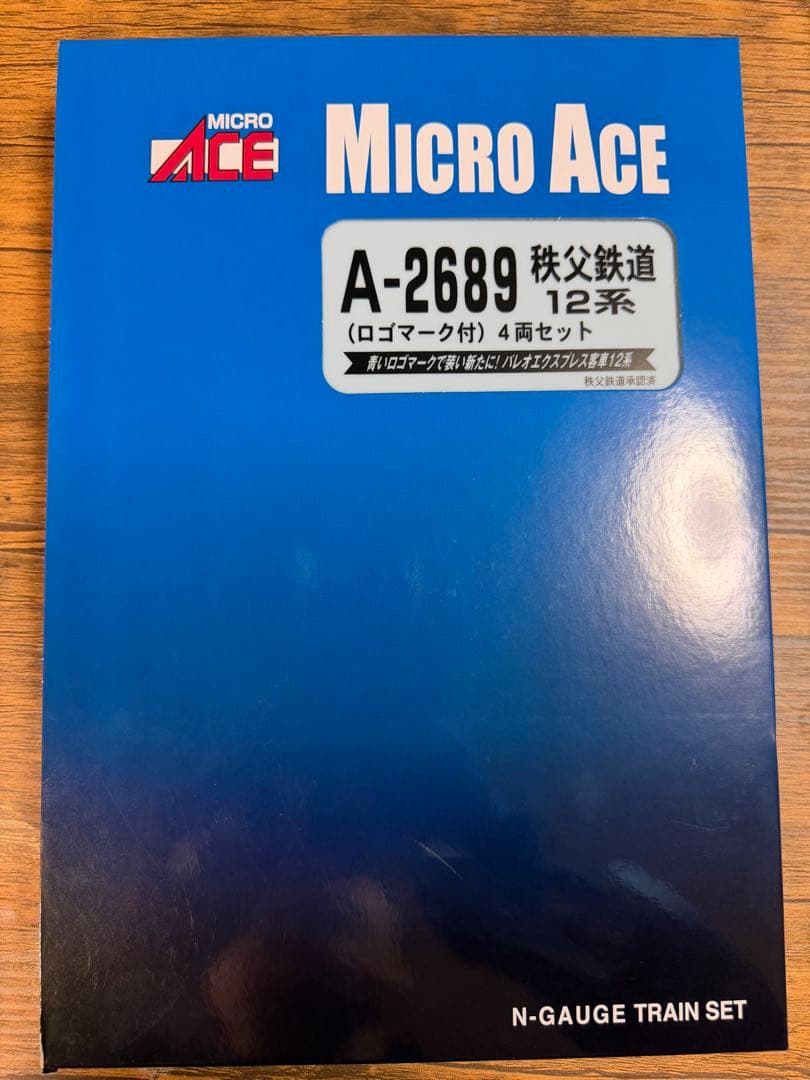 MICRO
ACE
MICRO ACE
A-2689 秩父鉄道
12系
(ロゴマーク付) 4両セット
青いロゴマークで装い新たに! パレオエクスプレス客車12系
秩父鉄道承認済
N-GAUGE TRAIN SET